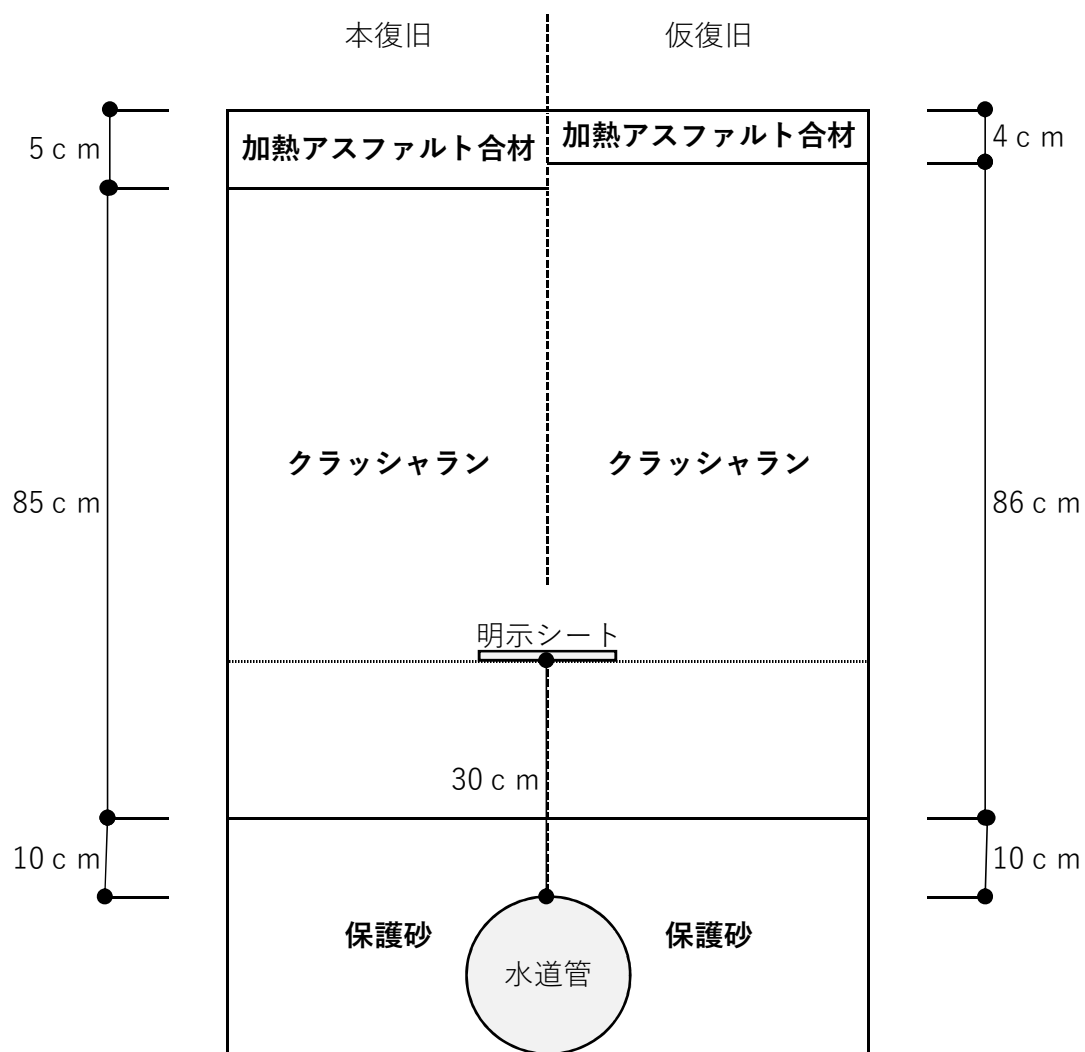 本復旧
仮復旧
加熱アスファルト合材
加熱アスファルト合材
5ｃｍ
4ｃｍ
クラッシャラン
クラッシャラン
85ｃｍ
86ｃｍ
明示シート
30ｃｍ
10ｃｍ
10ｃｍ
保護砂
保護砂
水道管